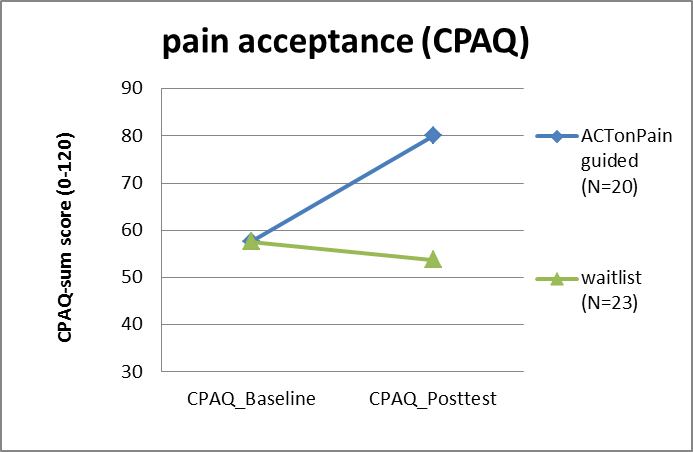 pain acceptance (CPAQ)
CPAQ-sum score (0-120)
90
80
70
60
50
40
30
CPAQ_Baseline
CPAQ_Posttest
ACTonPain
guided
(N=20)
waitlist
(N=23)